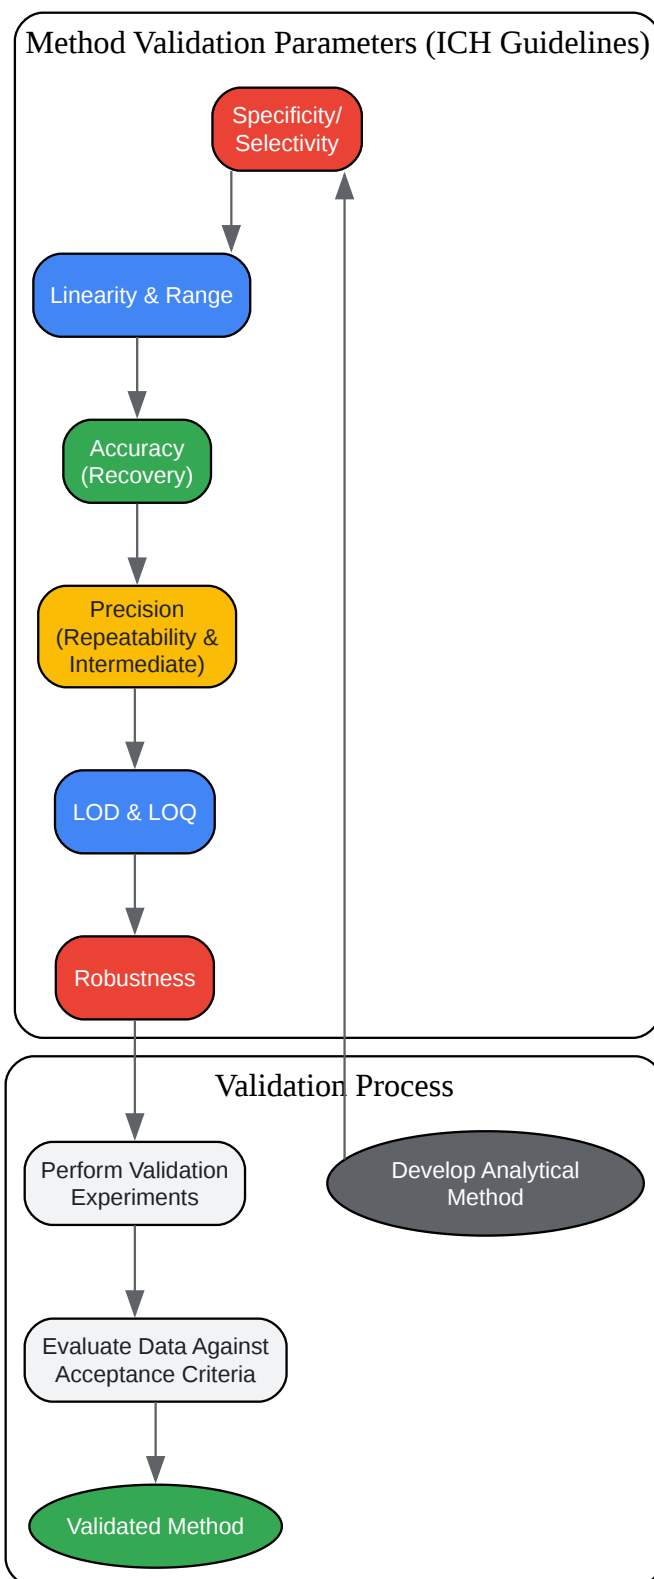 Method Validation Parameters (ICH Guidelines)
Specificity/
Selectivity
Linearity & Range
Accuracy
(Recovery)
Precision
(Repeatability &
Intermediate)
LOD & LOQ
Robustness
Validation Process
Perform Validation
Experiments
Develop Analytical
Method
Evaluate Data Against
Acceptance Criteria
Validated Method